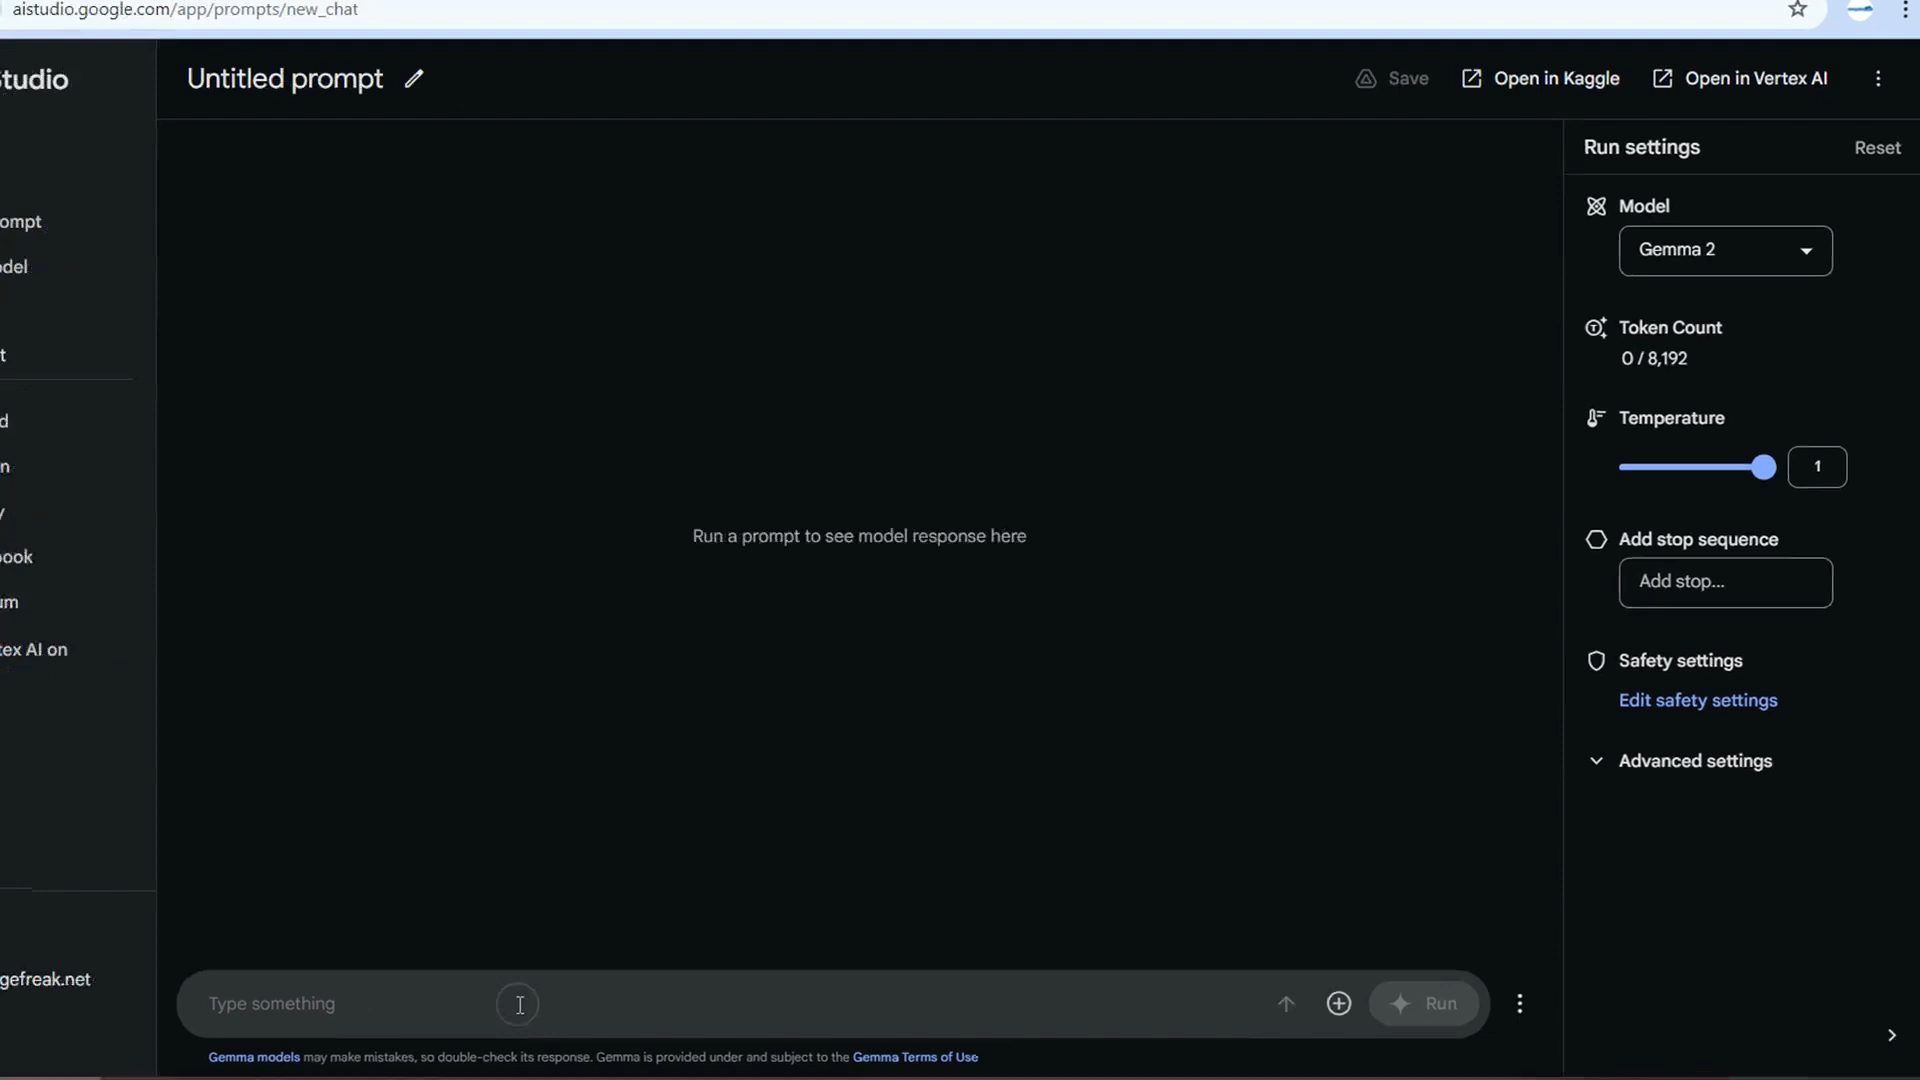 aistudio.google.com/app/prompts/new_chat
Studio
Untitled prompt
Save
Open in Kaggle
Open in Vertex AI
Run settings
Reset
ompt
Model
odel
Gemma 2
Token Count
0 / 8,192
t
Temperature
d
1
n
y
Run a prompt to see model response here
Add stop sequence
ook
Add stop...
um
tex AI on
Safety settings
Edit safety settings
Advanced settings
gefreak.net
Type something
Run
Gemma models may make mistakes, so double-check its response. Gemma is provided under and subject to the Gemma Terms of Use